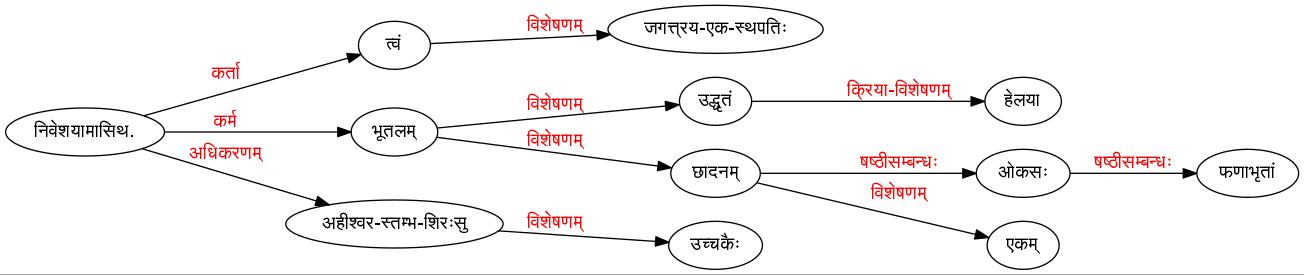 त्वं
विशेषणम्
जगत्त्रय-एक-स्थपतिः
कर्ता
निवेशयामासिथ.
कर्म
भूतलम्
विशेषणम्
उद्धृतं
क्रिया-विशेषणम्
हेलया
विशेषणम्
छादनम्
षष्ठीसम्बन्धः
ओकसः
षष्ठीसम्बन्धः
फणाभृतां
विशेषणम्
एकम्
अधिकरणम्
अहीश्वर-स्तम्भ-शिरःसु
विशेषणम्
उच्चकैः